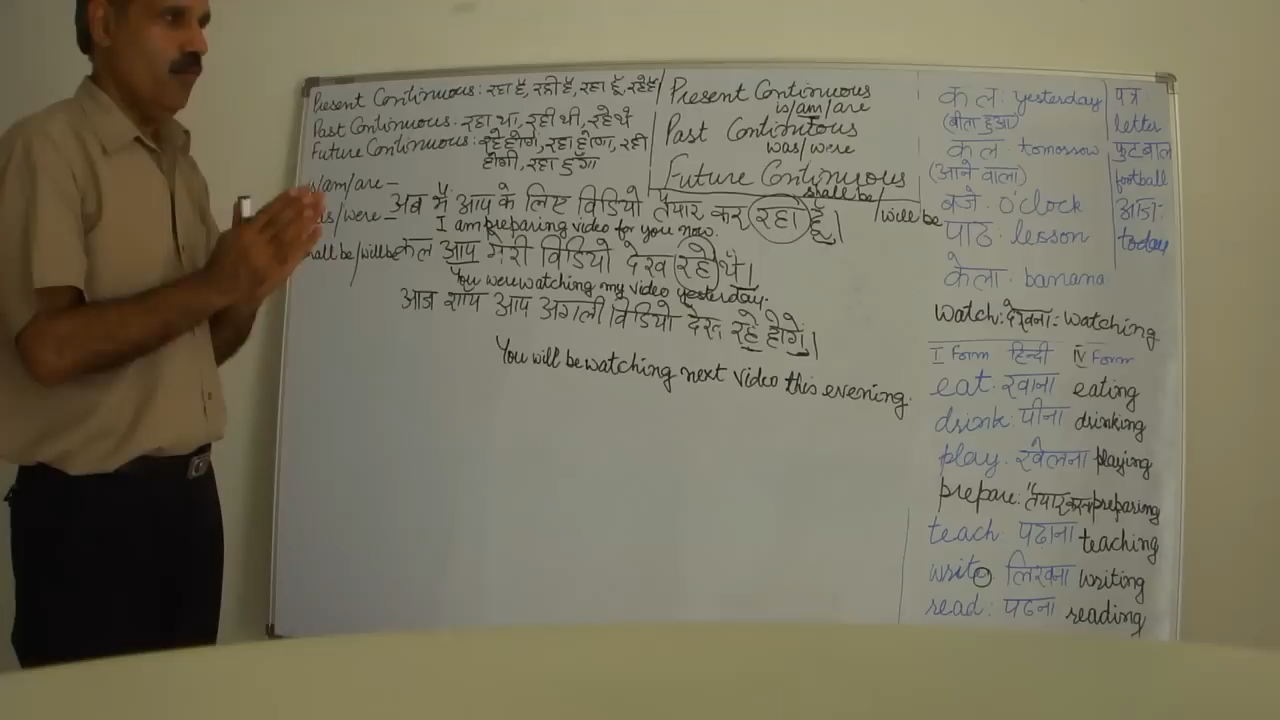 Present Continuous: रहा है, रही है, रहा हूँ, रहे हैं
Past Continuous: रहा था, रही थी, रहे थे
Future Continuous: रहे होंगे, रहा होगा, रही
होगी, रहा हूँगा
is/am/are –
अब मैं आप के लिए विडियो तैयार कर रहा हूँ।
was/were –
I am preparing video for you now.
shall be/will be
कल आप मेरी विडियो देख रहे थे।
You were watching my video yesterday.
आज शाम आप अगली विडियो देख रहे होंगे।
You will be watching next video this evening.
Present Continuous
is/am/are
Past Continuous
was/were
Future Continuous
shall be
/will be
कल: yesterday
(बीता हुआ)
कल: tomorrow
(आने वाला)
बजे: o'clock
पाठ: lesson
केला: banana
पत्र
letter
फुटबाल
football
आज:
today
watch: देखना: watching
I Form हिन्दी IV Form
eat: खाना eating
drink: पीना drinking
play: खेलना playing
prepare: तैयार करना preparing
teach पढाना teaching
write लिखना writing
read: पढना reading